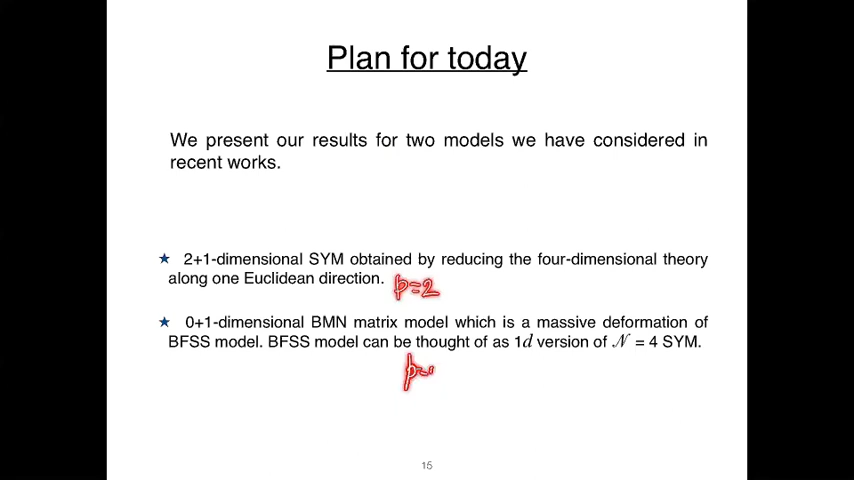 Plan for today
We present our results for two models we have considered in
recent works.
★ 2+1-dimensional SYM obtained by reducing the four-dimensional theory
along one Euclidean direction. p=2
★ 0+1-dimensional BMN matrix model which is a massive deformation of
BFSS model. BFSS model can be thought of as 1d version of 𝒩 = 4 SYM.
p=
15